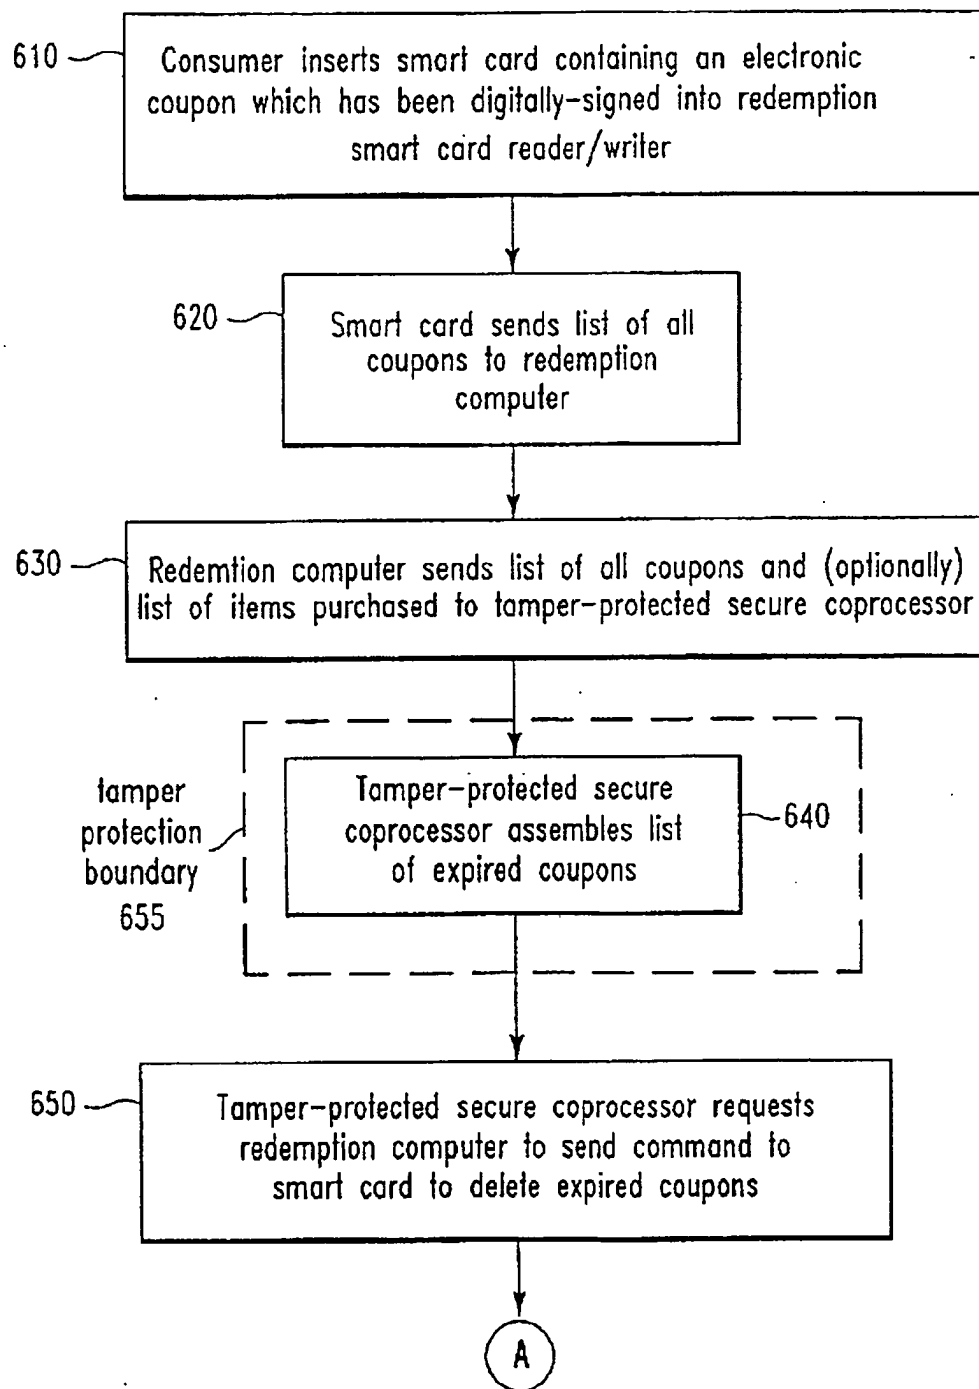 610
Consumer inserts smart card containing an electronic
coupon which has been digitally-signed into redemption
smart card reader/writer
620
Smart card sends list of all
coupons to redemption
computer
630
Redemtion computer sends list of all coupons and (optionally)
list of items purchased to tamper-protected secure coprocessor
tamper
protection
boundary
655
Tamper-protected secure
coprocessor assembles list
of expired coupons
640
650
Tamper-protected secure coprocessor requests
redemption computer to send command to
smart card to delete expired coupons
A